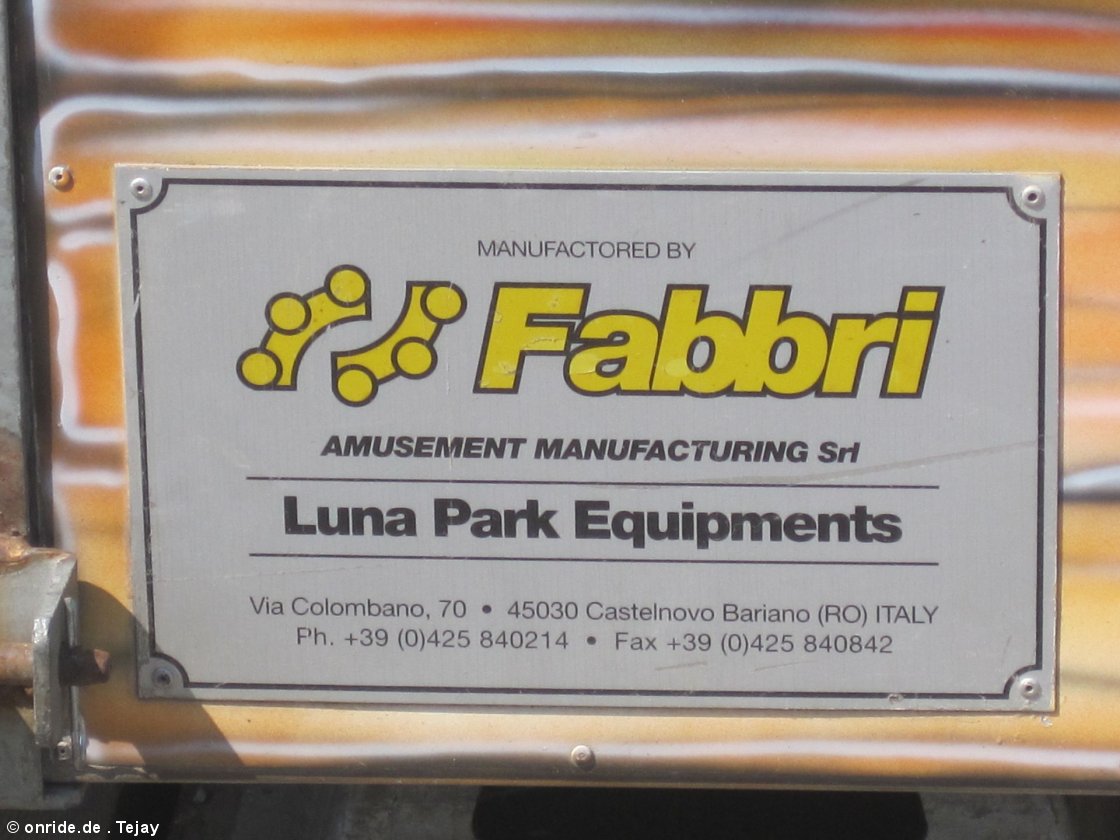 MANUFACTORED BY
Fabbri
AMUSEMENT MANUFACTURING Srl
Luna Park Equipments
Via Colombano, 70 • 45030 Castelnovo Bariano (RO) ITALY
Ph. +39 (0)425 840214 • Fax +39 (0)425 840842
© onride.de . Tejay